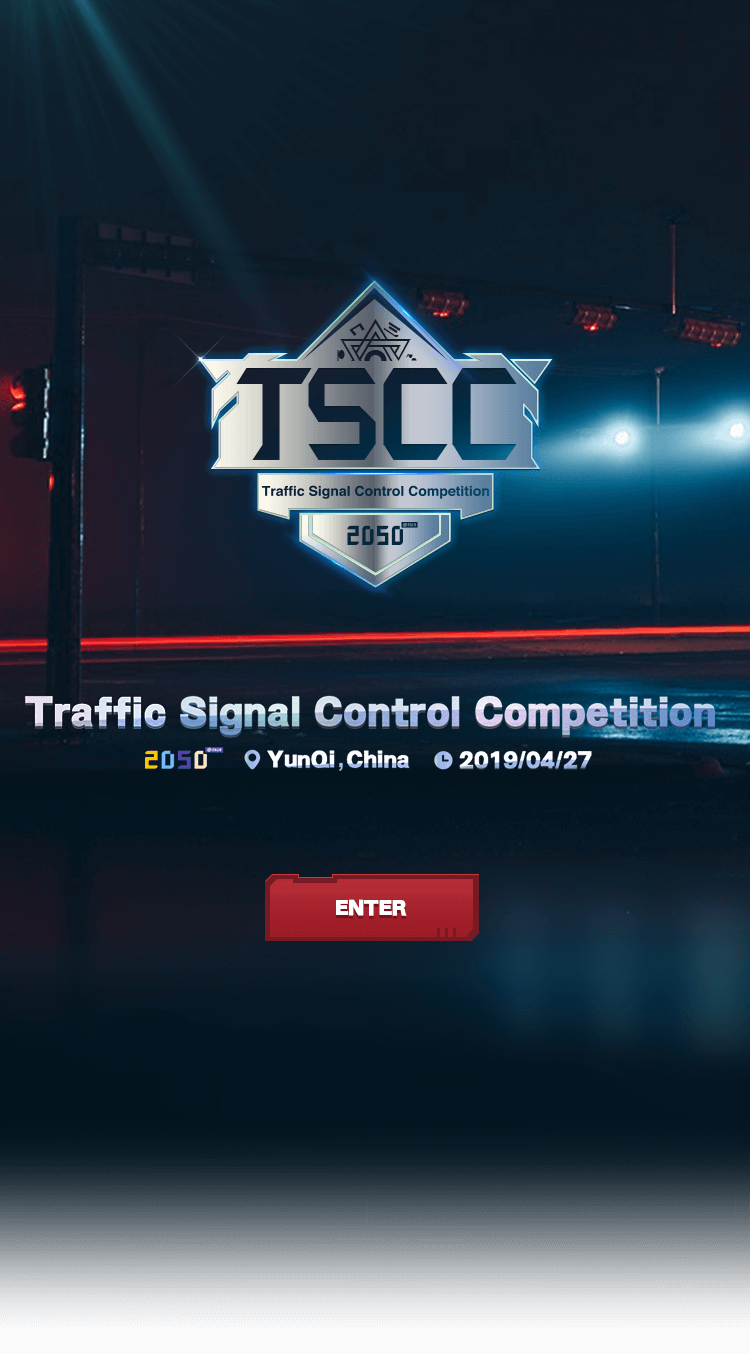 TSCC
Traffic Signal Control Competition
2050
Traffic Signal Control Competition
2050 YunQi,China 2019/04/27
ENTER